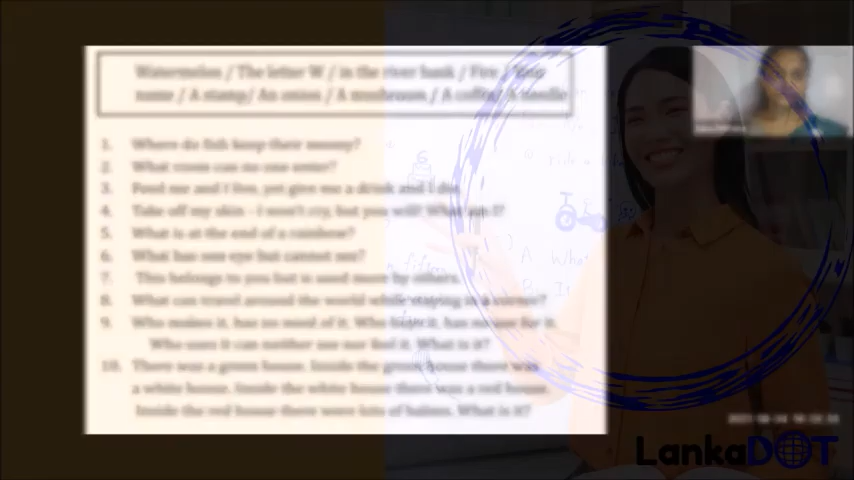 Watermelon / The letter W / in the river bank / Fire / Your
name / A stamp/ An onion / A mushroom / A coffin/ A needle
1. Where do fish keep their money?
2. What room can no one enter?
3. Feed me and I live, yet give me a drink and I die.
4. Take off my skin - I won't cry, but you will! What am I?
5. What is at the end of a rainbow?
6. What has one eye but cannot see?
7. This belongs to you but is used more by others.
8. What can travel around the world while staying in a corner?
9. Who makes it, has no need of it. Who buys it, has no use for it.
Who uses it can neither see nor feel it. What is it?
10. There was a green house. Inside the green house there was
a white house. Inside the white house there was a red house.
Inside the red house there were lots of babies. What is it?
LankaDOT